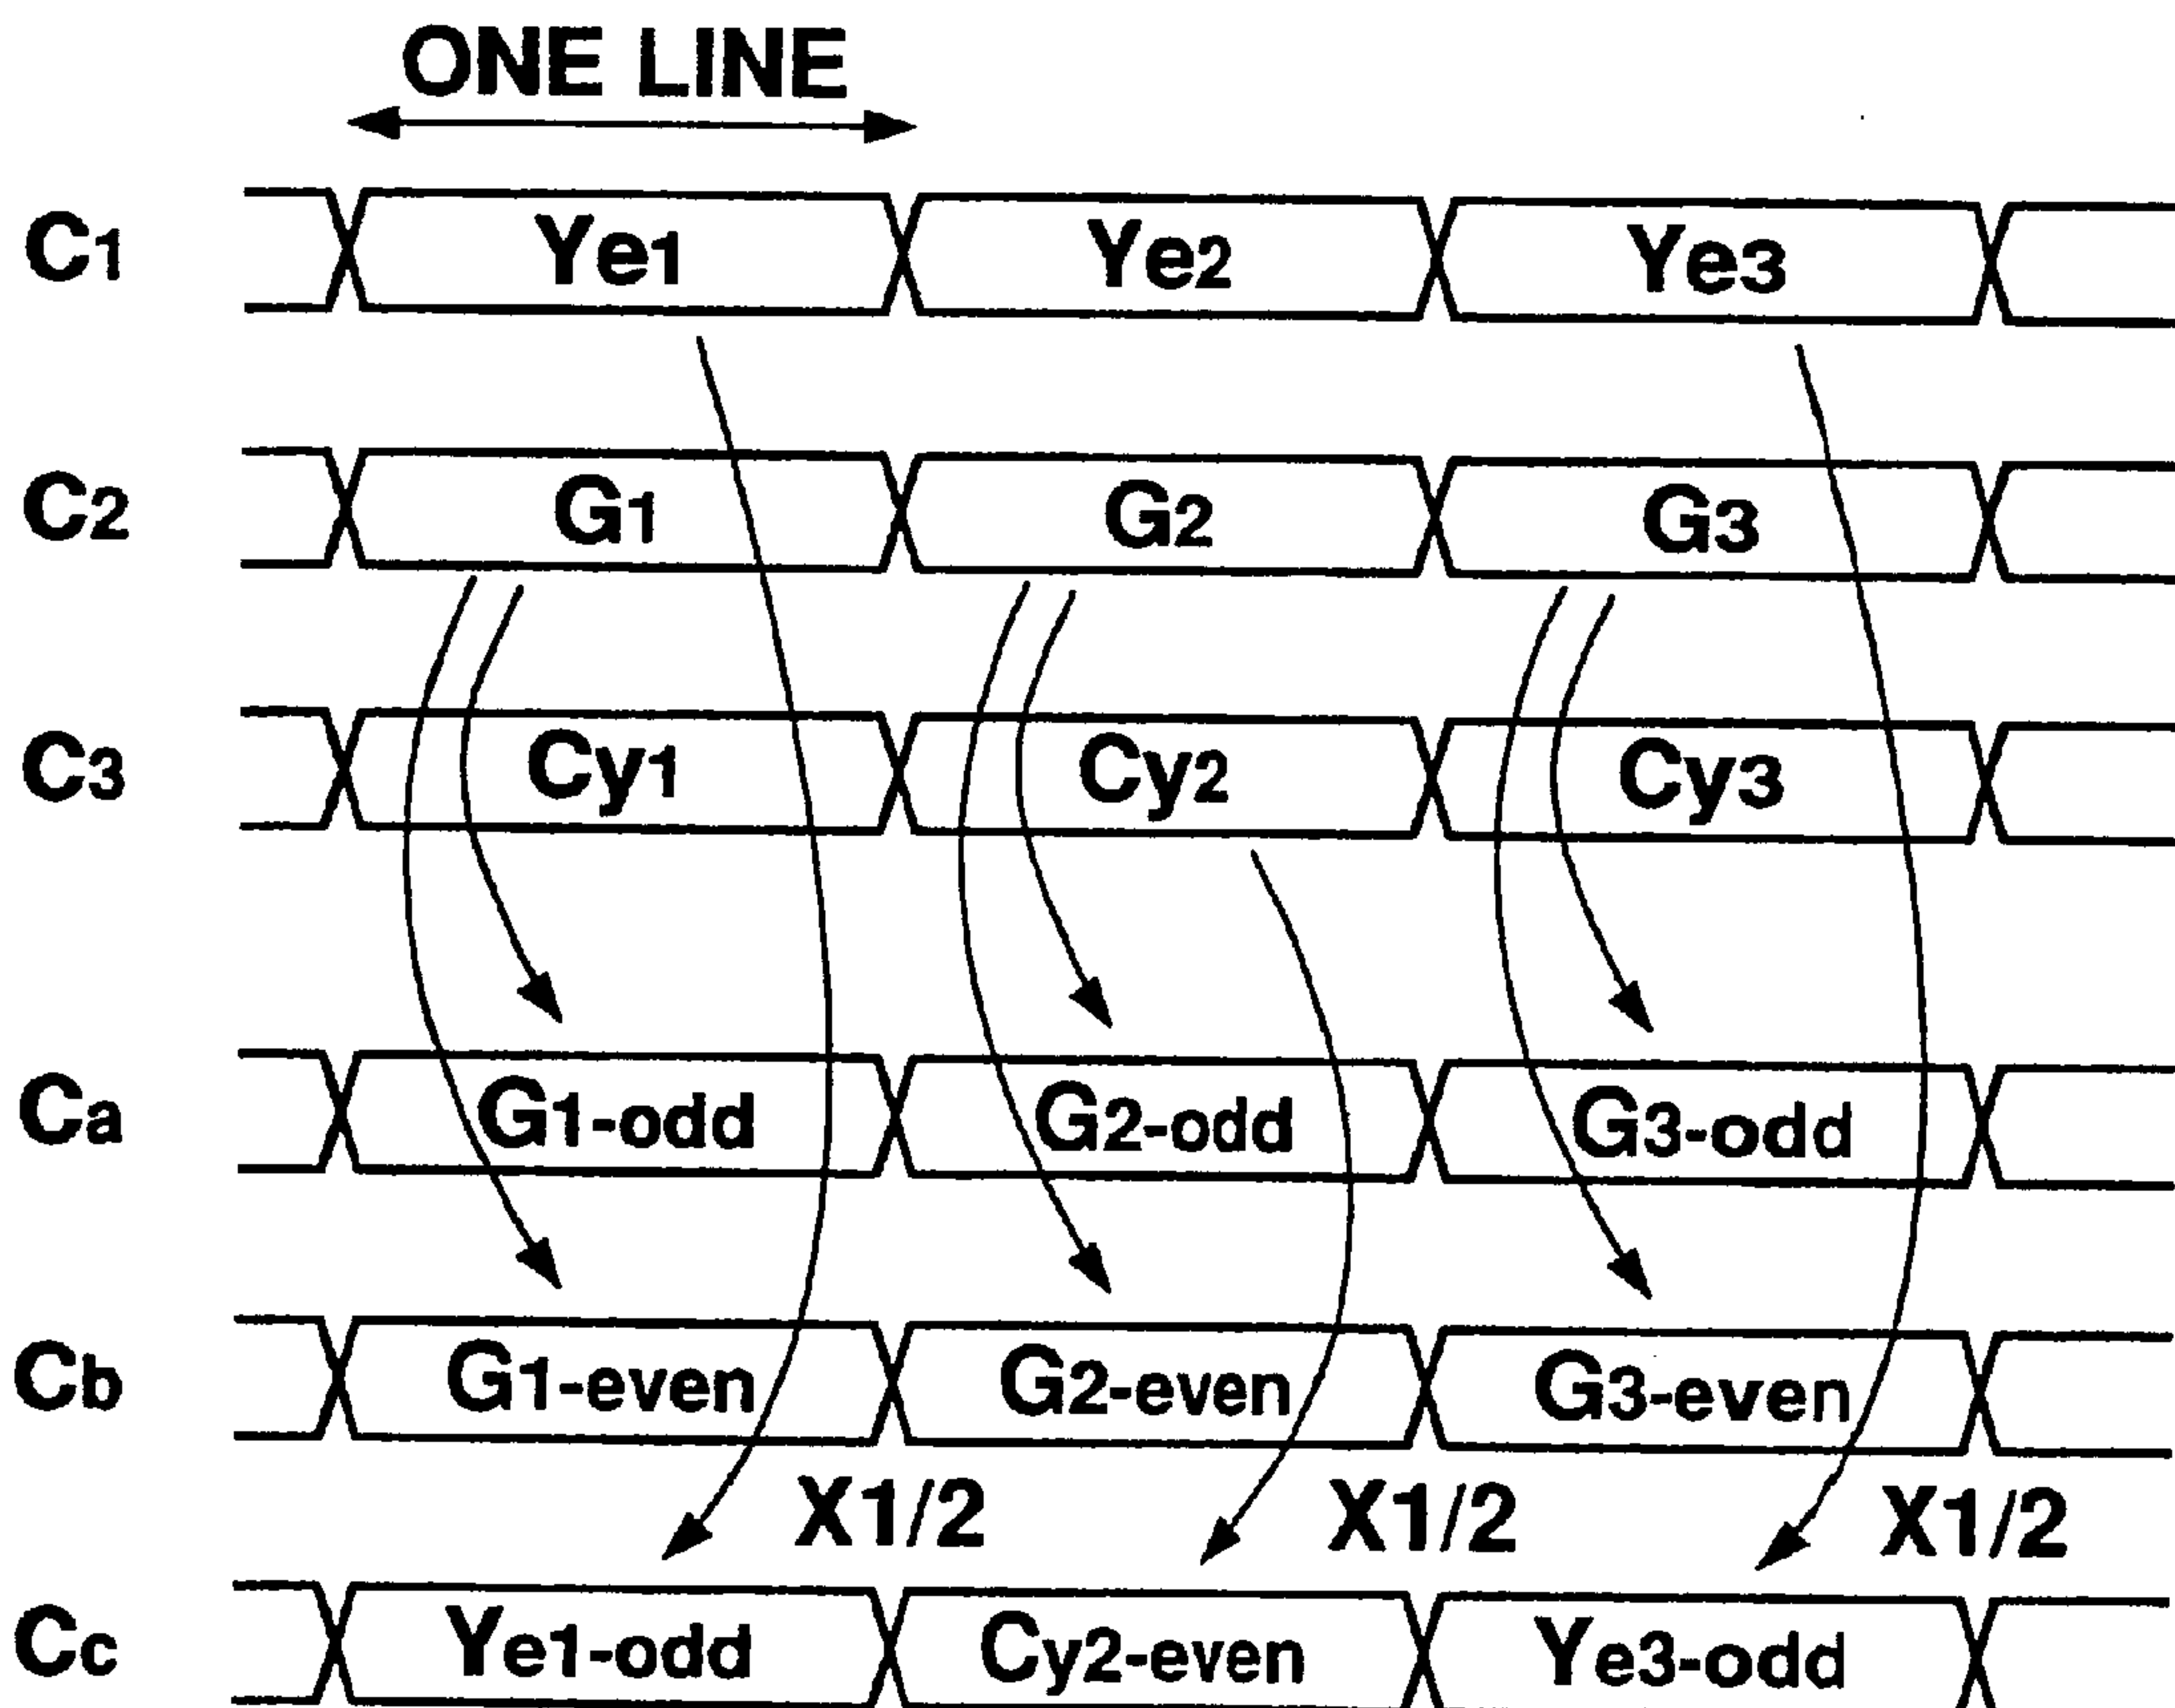 ONE LINE
C1 Ye1 Ye2 Ye3
C2 G1 G2 G3
C3 Cy1 Cy2 Cy3
Ca G1-odd G2-odd G3-odd
Cb G1-even G2-even G3-even
X1/2 X1/2 X1/2
Cc Ye1-odd Cy2-even Ye3-odd